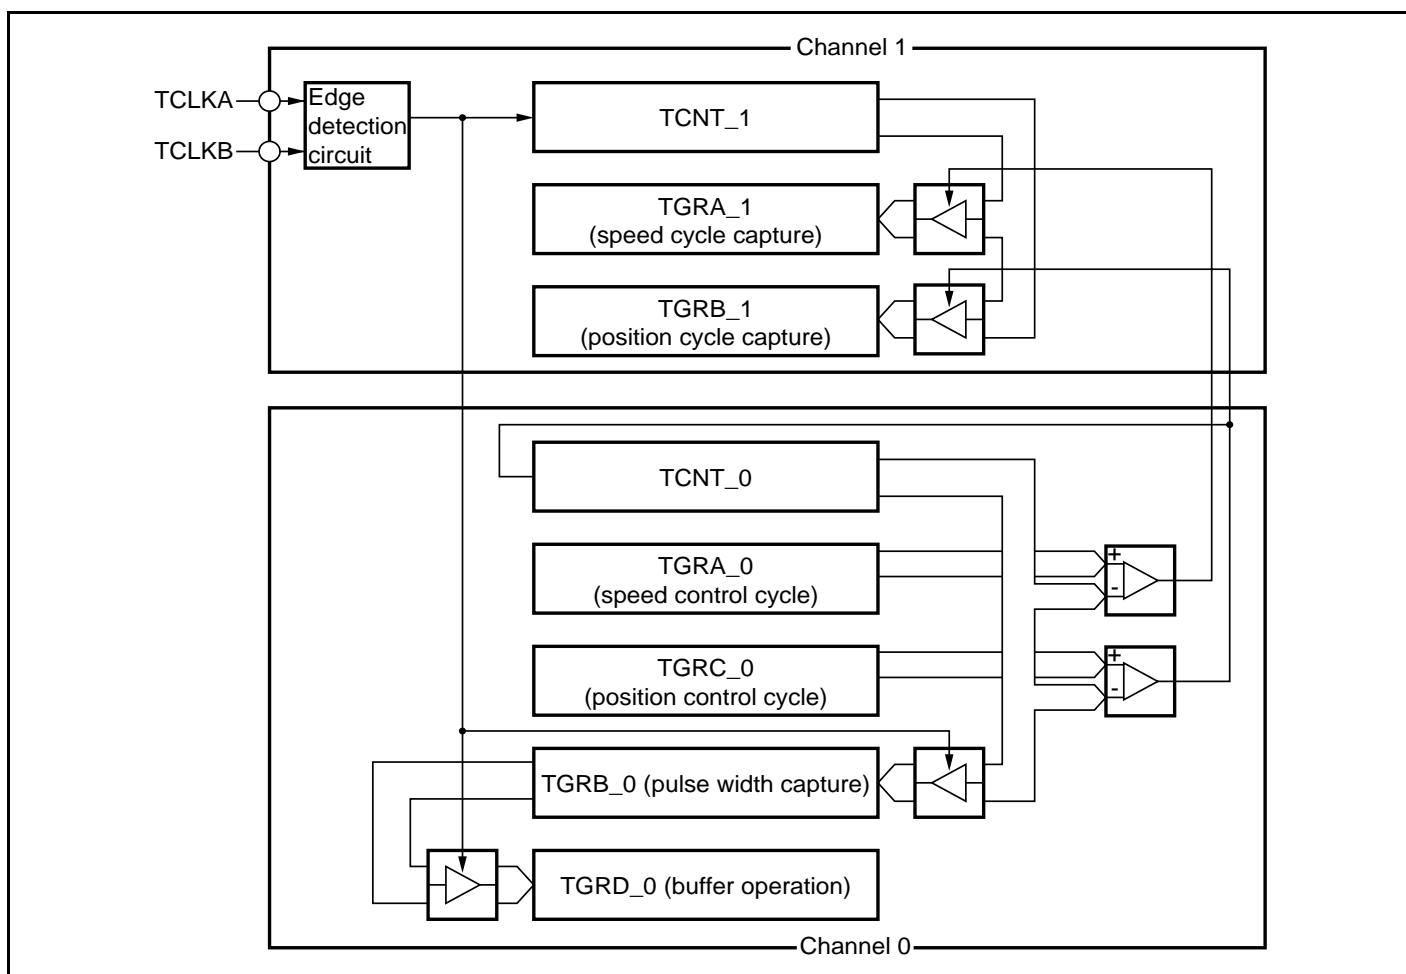 Channel 1
TCLKA
TCLKB
Edge
detection
circuit
TCNT_1
TGRA_1
(speed cycle capture)
TGRB_1
(position cycle capture)
TCNT_0
TGRA_0
(speed control cycle)
+
-
TGRC_0
(position control cycle)
+
-
TGRB_0 (pulse width capture)
TGRD_0 (buffer operation)
Channel 0